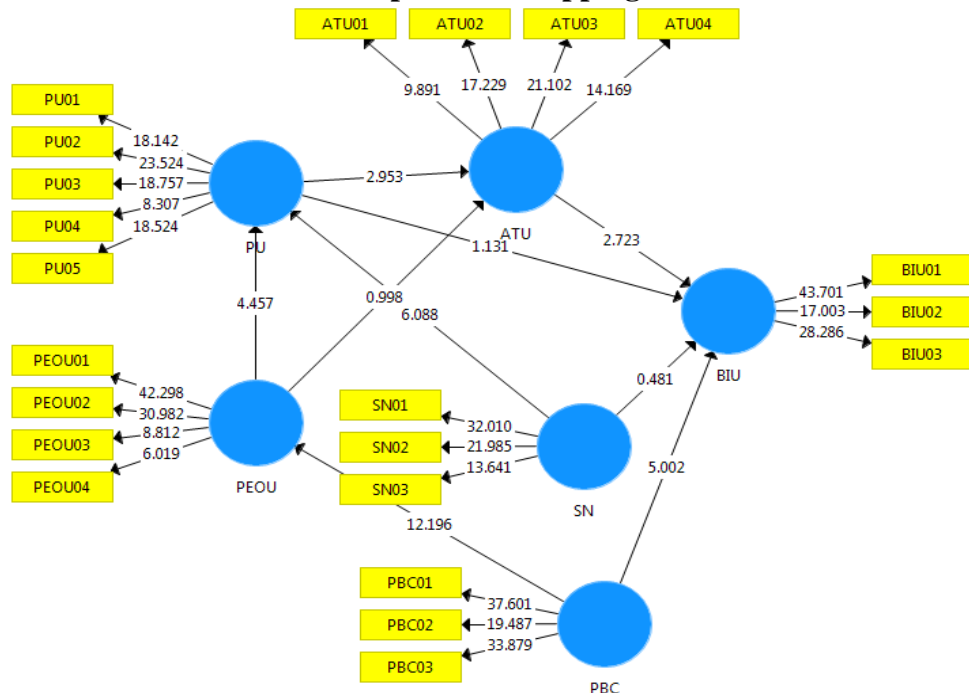 ATU01 ATU02 ATU03 ATU04
9.891 17.229 21.102 14.169
PU01
PU02
PU03
PU04
PU05
18.142
23.524
18.757
8.307
18.524
PU
2.953
ATU
1.131
2.723
4.457
0.998
6.088
BIU01
BIU02
BIU03
43.701
17.003
28.286
BIU
PEOU01
PEOU02
PEOU03
PEOU04
42.298
30.982
8.812
6.019
PEOU
SN01
SN02
SN03
32.010
21.985
13.641
SN
0.481
5.002
12.196
PBC01
PBC02
PBC03
37.601
19.487
33.879
PBC